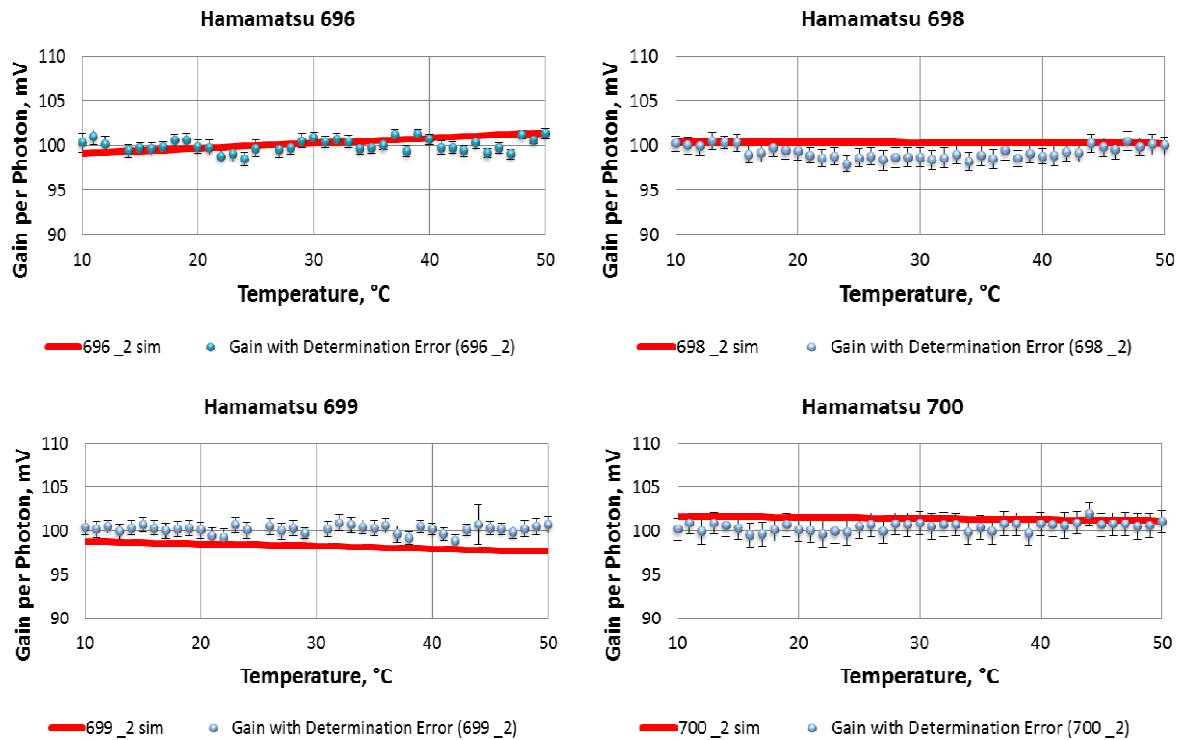 Hamamatsu 696
110
105
100
95
90
Gain per Photon, mV
10 20 30 40 50
Temperature, °C
696 _2 sim Gain with Determination Error (696 _2)
Hamamatsu 698
110
105
100
95
90
Gain per Photon, mV
10 20 30 40 50
Temperature, °C
698 _2 sim Gain with Determination Error (698 _2)
Hamamatsu 699
110
105
100
95
90
Gain per Photon, mV
10 20 30 40 50
Temperature, °C
699 _2 sim Gain with Determination Error (699 _2)
Hamamatsu 700
110
105
100
95
90
Gain per Photon, mV
10 20 30 40 50
Temperature, °C
700 _2 sim Gain with Determination Error (700 _2)